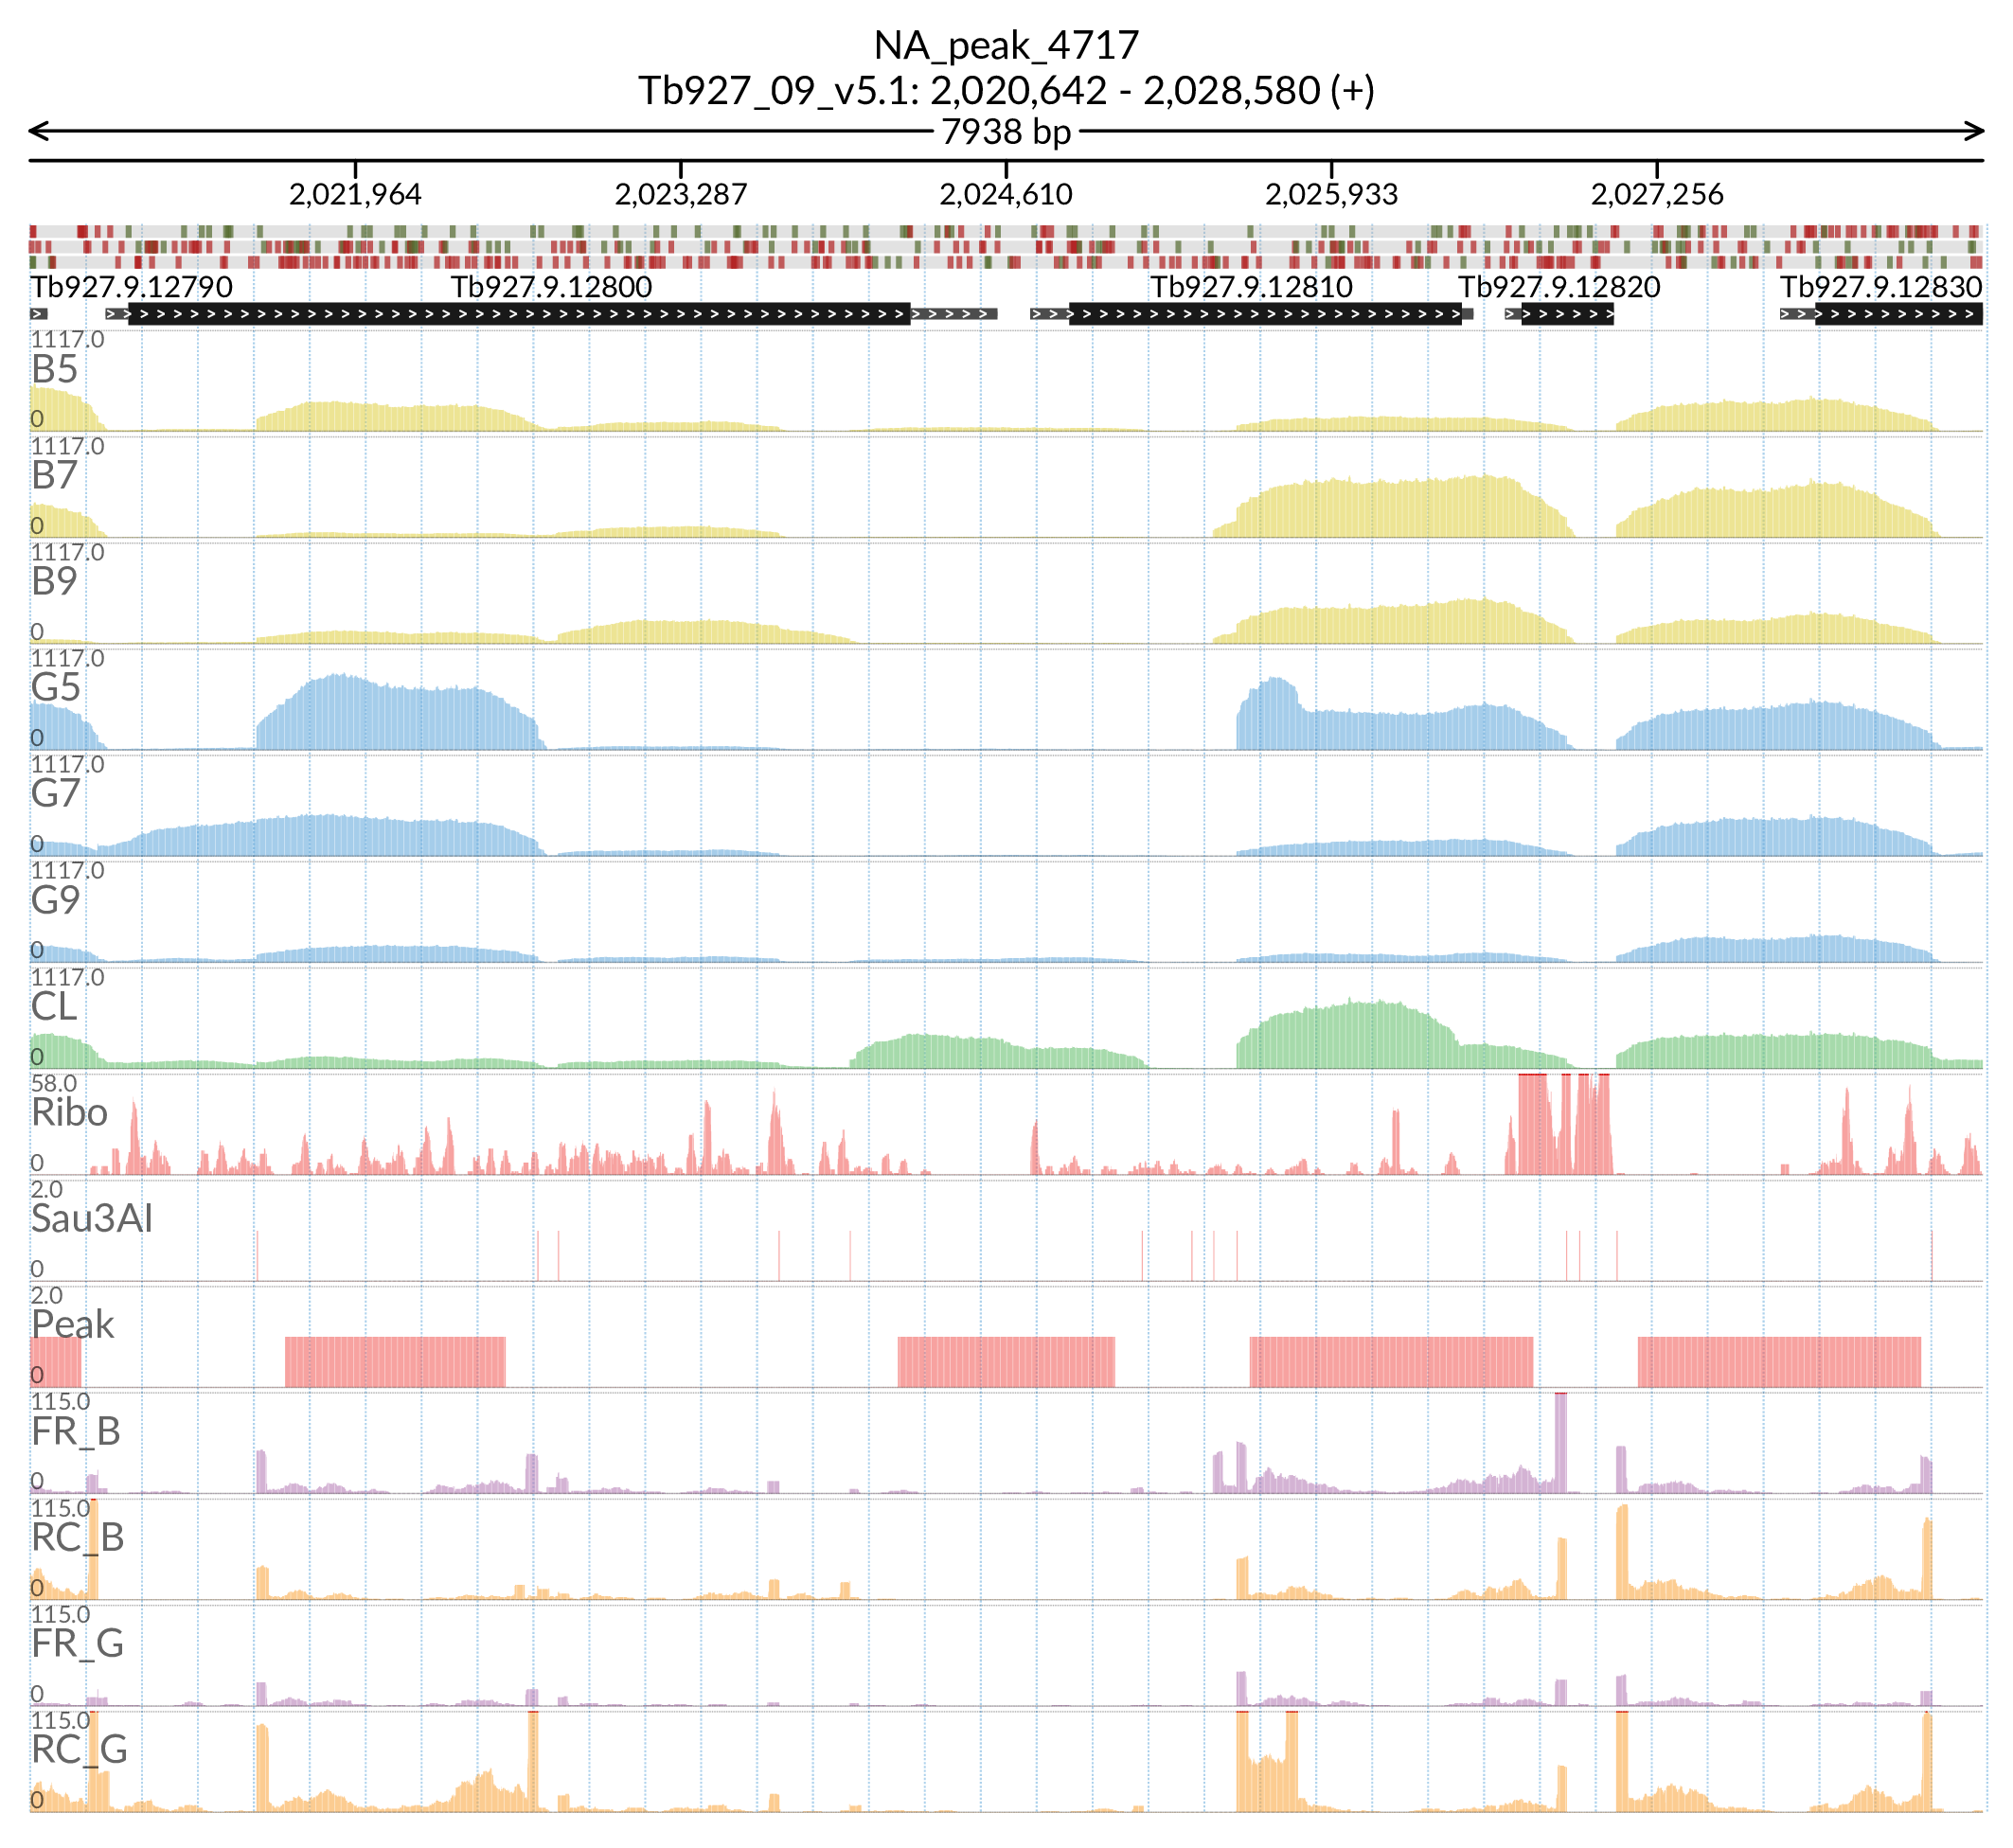 NA_peak_4717
Tb927_09_v5.1: 2,020,642 - 2,028,580 (+)
7938 bp
2,021,964 2,023,287 2,024,610 2,025,933 2,027,256
Tb927.9.12790 Tb927.9.12800 Tb927.9.12810 Tb927.9.12820 Tb927.9.12830
1117.0
B5
0
1117.0
B7
0
1117.0
B9
0
1117.0
G5
0
1117.0
G7
0
1117.0
G9
0
1117.0
CL
0
58.0
Ribo
0
2.0
Sau3AI
0
2.0
Peak
0
115.0
FR_B
0
115.0
RC_B
0
115.0
FR_G
0
115.0
RC_G
0